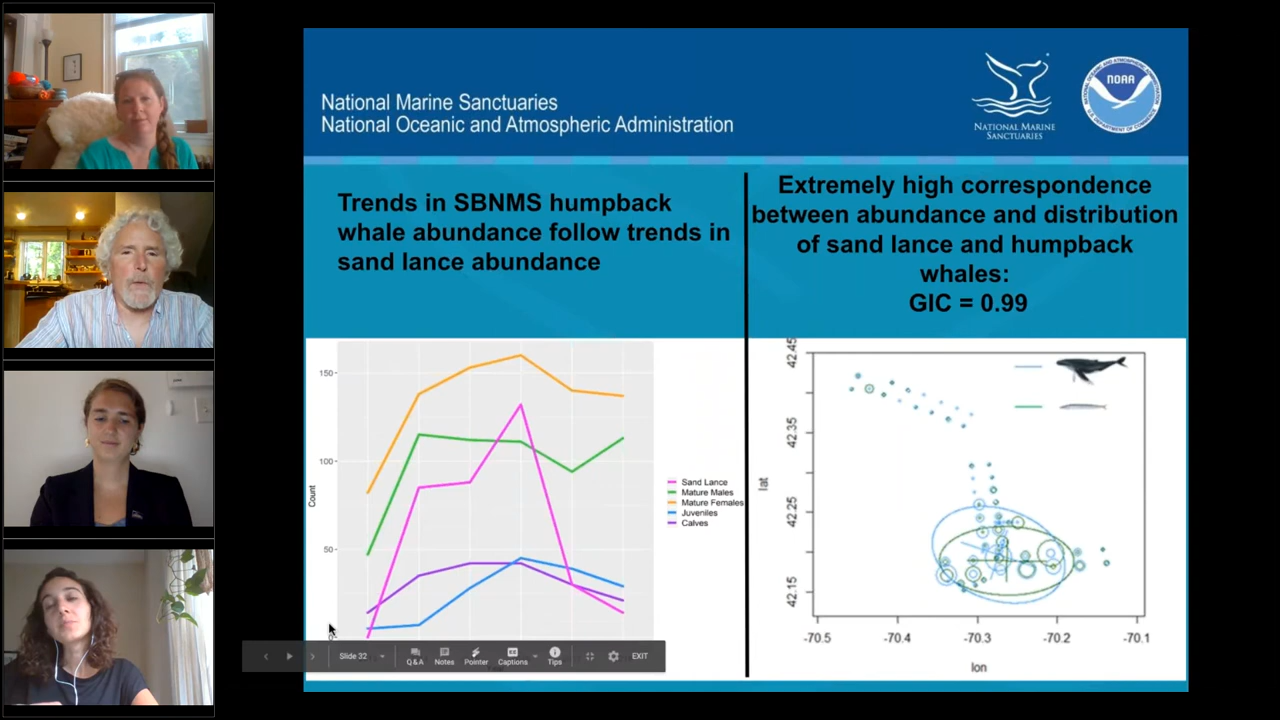 National Marine Sanctuaries
National Oceanic and Atmospheric Administration
NATIONAL MARINE
SANCTUARIES
NOAA
Trends in SBNMS humpback
whale abundance follow trends in
sand lance abundance
Extremely high correspondence
between abundance and distribution
of sand lance and humpback
whales:
GIC = 0.99
150
100
50
Count
Sand Lance
Mature Males
Mature Females
Juveniles
Calves
42.45
42.35
42.25
42.15
lat
-70.5
-70.4
-70.3
-70.2
-70.1
lon
Slide 32
Q&A
Notes
Pointer
Captions
Tips
EXIT